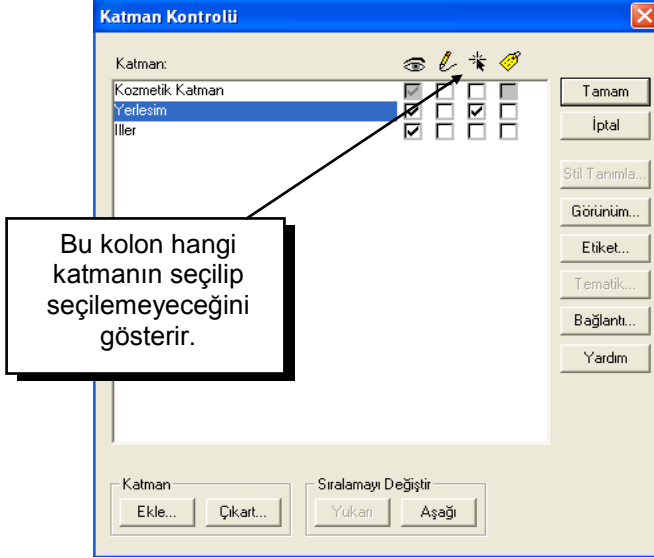 Katman Kontrolü
Katman:
Kozmetik Katman
Yerlesim
Iller
Tamam
İptal
Stil Tanımla...
Görünüm...
Etiket...
Tematik...
Bağlantı...
Yardım
Bu kolon hangi
katmanın seçilip
seçilemeyeceğini
gösterir.
Katman
Ekle...
Çıkart...
Sıralamayı Değiştir
Yukarı
Aşağı